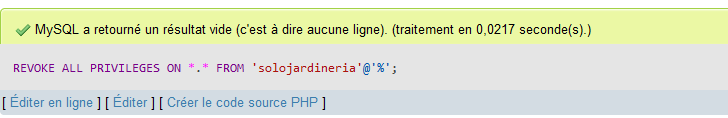 MySQL a retourné un résultat vide (c'est à dire aucune ligne). (traitement en 0,0217 seconde(s).)
REVOKE ALL PRIVILEGES ON *.* FROM 'solojardineria'@'%';
[ Éditer en ligne ] [ Éditer ] [ Créer le code source PHP ]